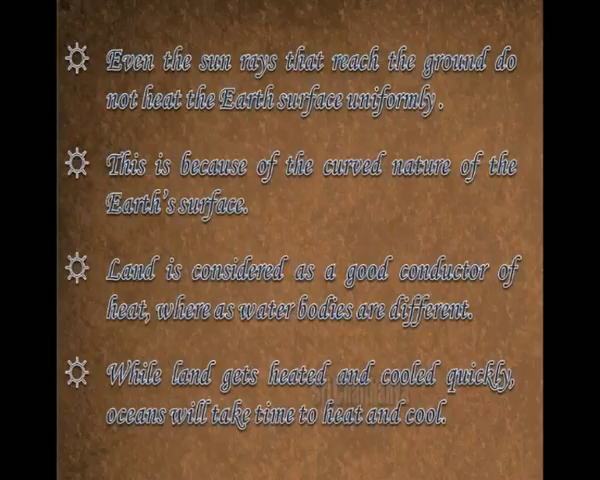 Even the sun rays that reach the ground do
not heat the Earth surface uniformly .
This is because of the curved nature of the
Earth's surface.
Land is considered as a good conductor of
heat, where as water bodies are different.
While land gets heated and cooled quickly,
oceans will take time to heat and cool.